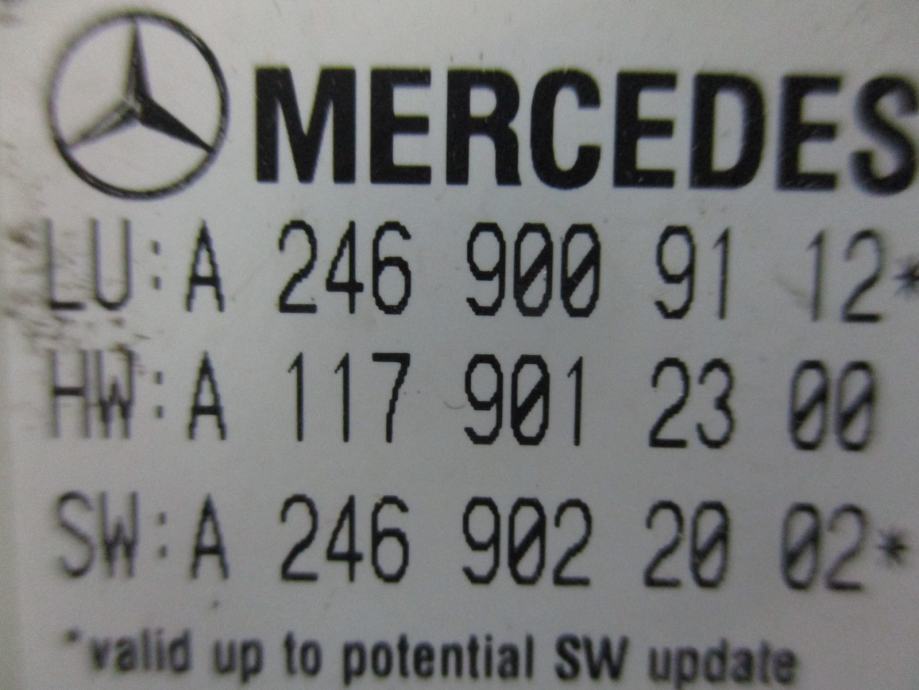 MERCEDES
LU:A 246 900 91 12*
HW:A 117 901 23 00
SW:A 246 902 20 02*
*valid up to potential SW update